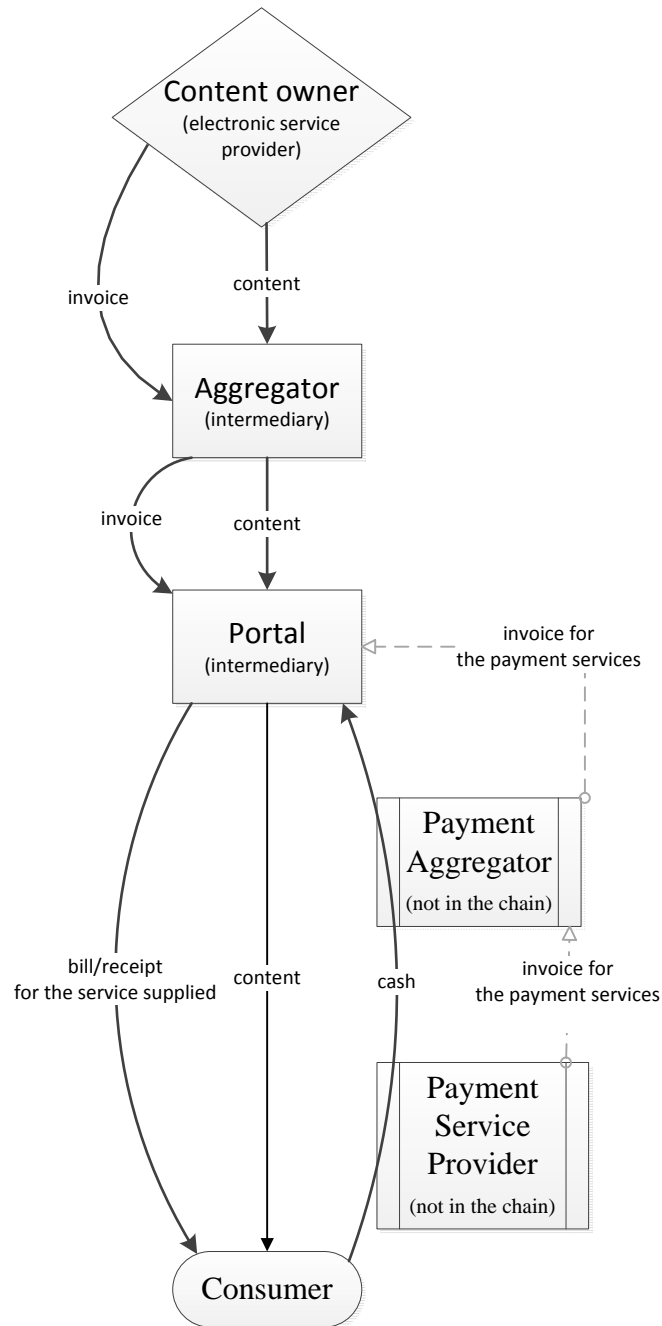 Content owner
(electronic service
provider)
invoice
content
Aggregator
(intermediary)
invoice
content
Portal
(intermediary)
invoice for
the payment services
Payment
Aggregator
(not in the chain)
bill/receipt
for the service supplied
content
cash
invoice for
the payment services
Payment
Service
Provider
(not in the chain)
Consumer